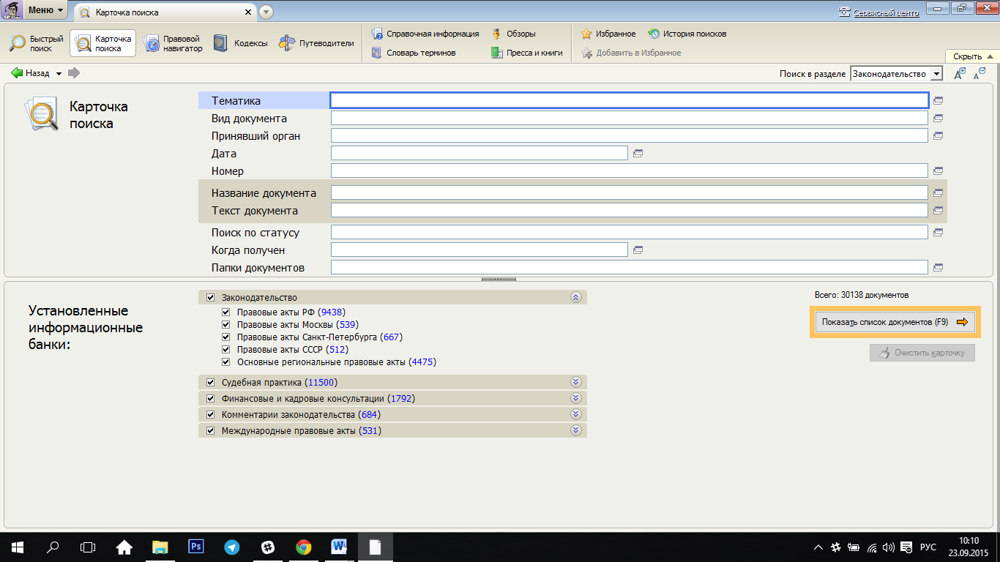 Меню
Карточка поиска
Сервисный центр
Быстрый
поиск
Карточка
поиска
Правовой
навигатор
Кодексы
Путеводители
Справочная информация
Словарь терминов
Обзоры
Пресса и книги
Избранное
История поисков
Добавить в Избранное
Скрыть
Назад
Поиск в разделе Законодательство
Карточка
поиска
Тематика
Вид документа
Принявший орган
Дата
Номер
Название документа
Текст документа
Поиск по статусу
Когда получен
Папки документов
Установленные
информационные
банки:
Законодательство
Правовые акты РФ (9438)
Правовые акты Москвы (539)
Правовые акты Санкт-Петербурга (667)
Правовые акты СССР (512)
Основные региональные правовые акты (4475)
Судебная практика (11500)
Финансовые и кадровые консультации (1792)
Комментарии законодательства (684)
Международные правовые акты (531)
Всего: 30138 документов
Показать список документов (F9)
Очистить карточку
Ps
W
РУС
10:10
23.09.2015